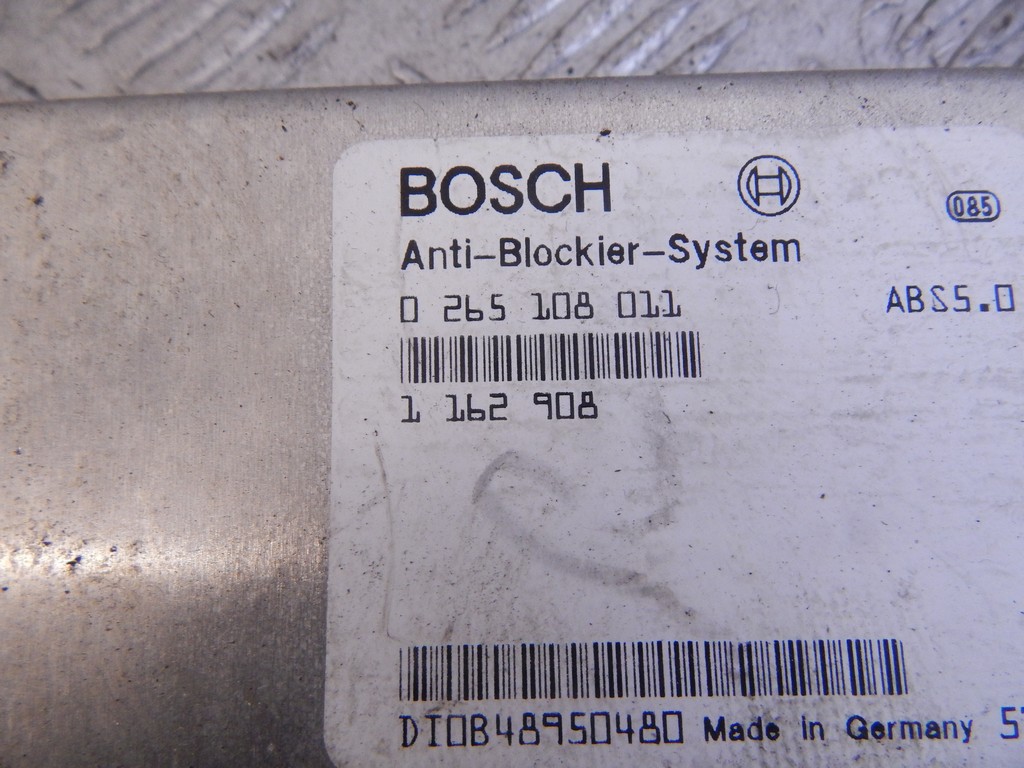 BOSCH
085
Anti-Blockier-System
0 265 108 011 ABS5.0
1 162 908
DI0B48950480 Made in Germany